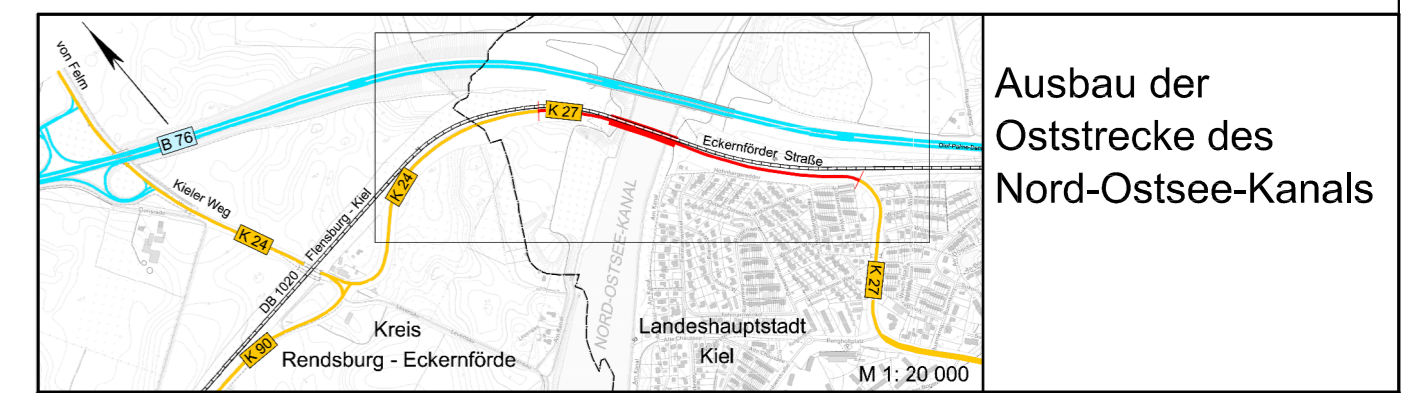 von Felm
B 76
K 27
Eckernförder Straße
Kieler Weg
K 24
K 24
DB 1020 Flensburg - Kiel
K 90
K 27
NORD-OSTSEE-KANAL
Kreis
Rendsburg - Eckernförde
Landeshauptstadt
Kiel
M 1: 20 000
Ausbau der
Oststrecke des
Nord-Ostsee-Kanals